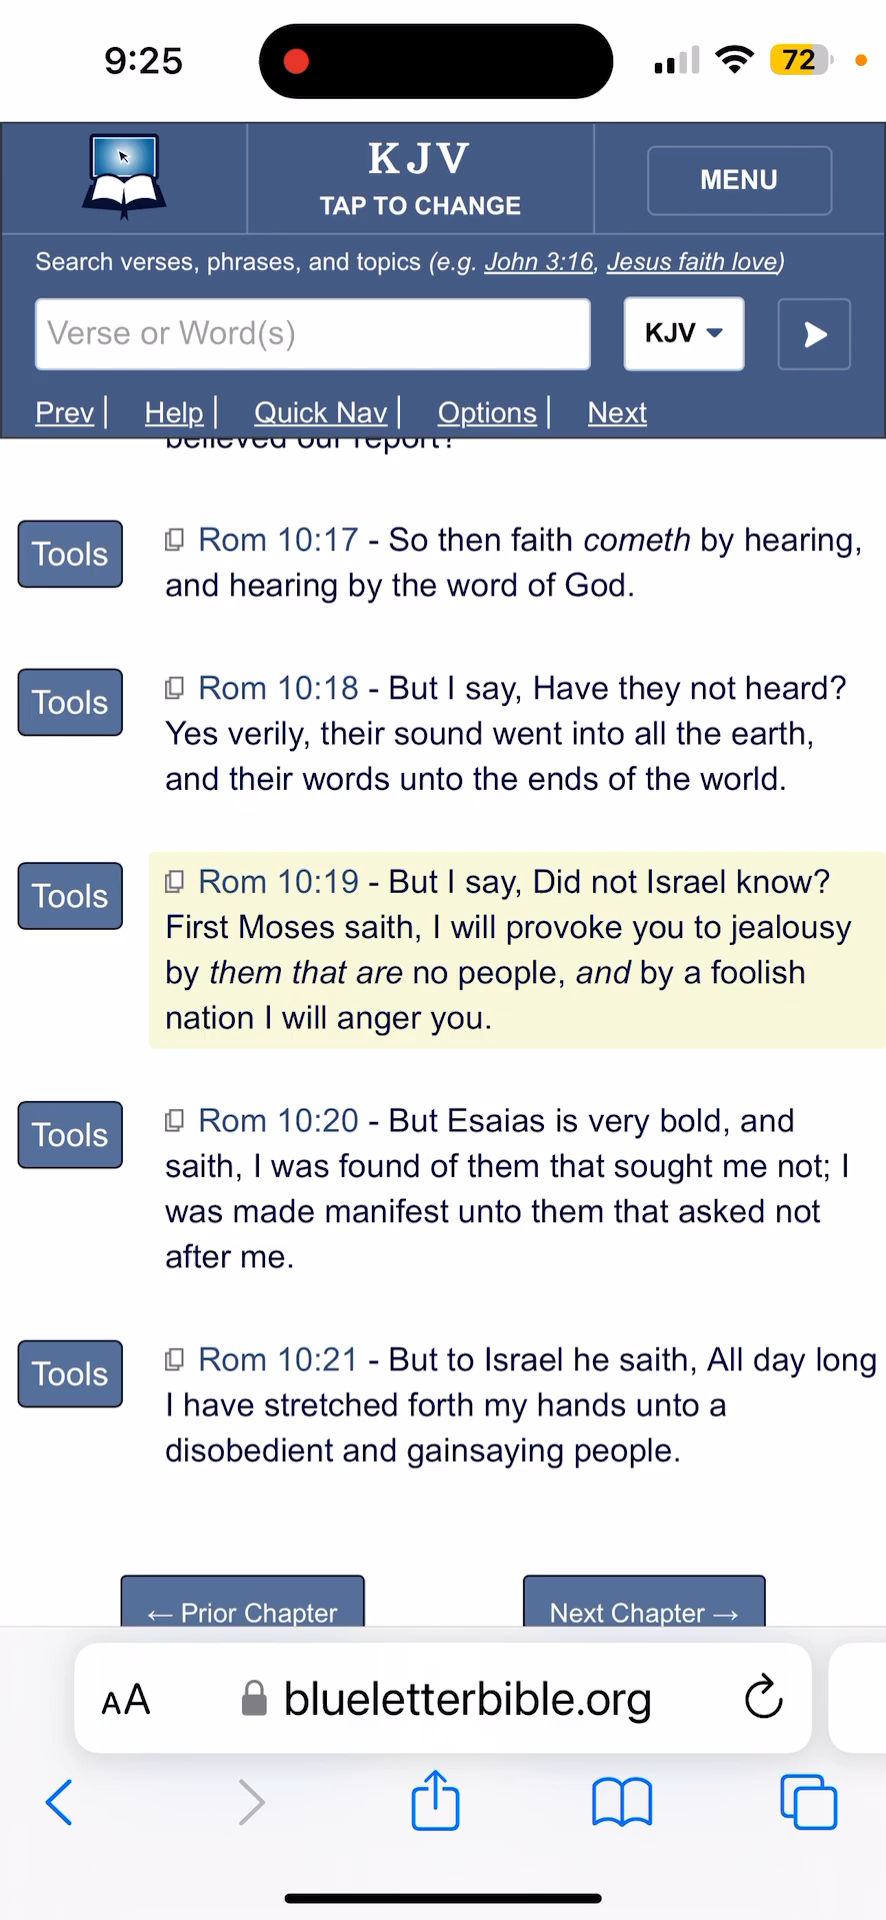 9:25
72
KJV
TAP TO CHANGE
MENU
Search verses, phrases, and topics (e.g. John 3:16, Jesus faith love)
Verse or Word(s)
KJV
Prev | Help | Quick Nav | Options | Next
believed our report?
Tools
Rom 10:17 - So then faith cometh by hearing,
and hearing by the word of God.
Tools
Rom 10:18 - But I say, Have they not heard?
Yes verily, their sound went into all the earth,
and their words unto the ends of the world.
Tools
Rom 10:19 - But I say, Did not Israel know?
First Moses saith, I will provoke you to jealousy
by them that are no people, and by a foolish
nation I will anger you.
Tools
Rom 10:20 - But Esaias is very bold, and
saith, I was found of them that sought me not; I
was made manifest unto them that asked not
after me.
Tools
Rom 10:21 - But to Israel he saith, All day long
I have stretched forth my hands unto a
disobedient and gainsaying people.
← Prior Chapter
Next Chapter →
AA
blueletterbible.org